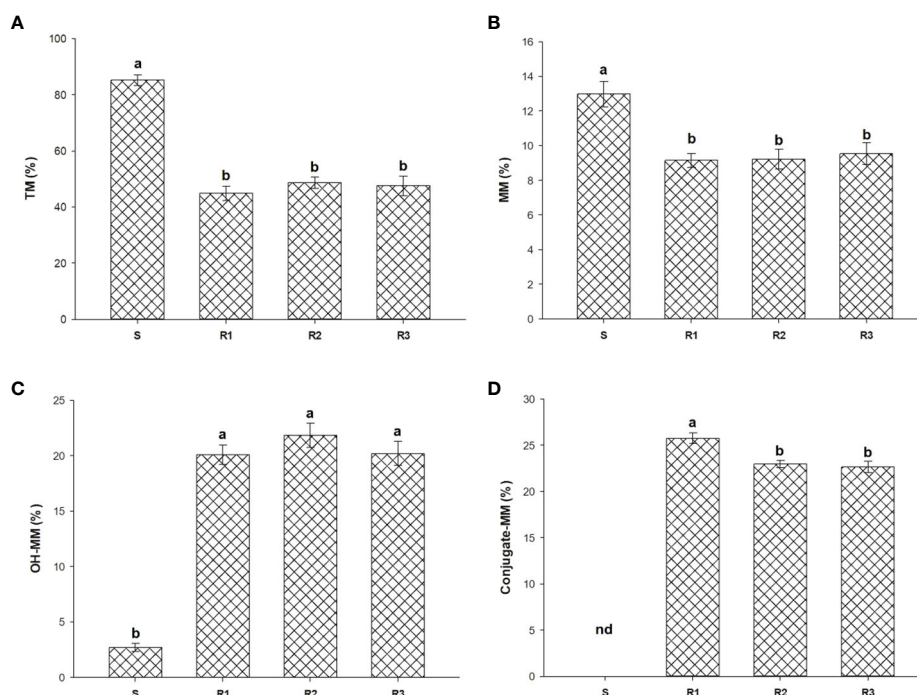 A
TM (%)
100
80
60
40
20
0
a
b
b
b
S R1 R2 R3
B
MM (%)
16
14
12
10
8
6
4
2
0
a
b
b
b
S R1 R2 R3
C
OH-MM (%)
25
20
15
10
5
0
b
a
a
a
S R1 R2 R3
D
Conjugate-MM (%)
30
25
20
15
10
5
0
nd
a
b
b
S R1 R2 R3